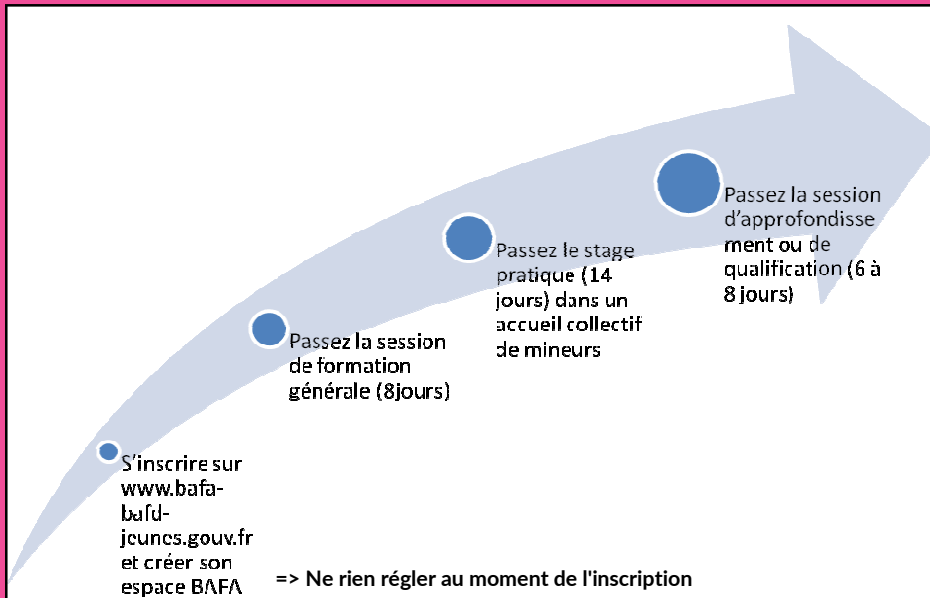 S'inscrire sur
www.bafa-
bafd-
jeunes.gouv.fr
et créer son
espace BAFA
Passez la session
de formation
générale (8jours)
Passez le stage
pratique (14
jours) dans un
accueil collectif
de mineurs
Passez la session
d'approfondisse
ment ou de
qualification (6 à
8 jours)
=> Ne rien régler au moment de l'inscription